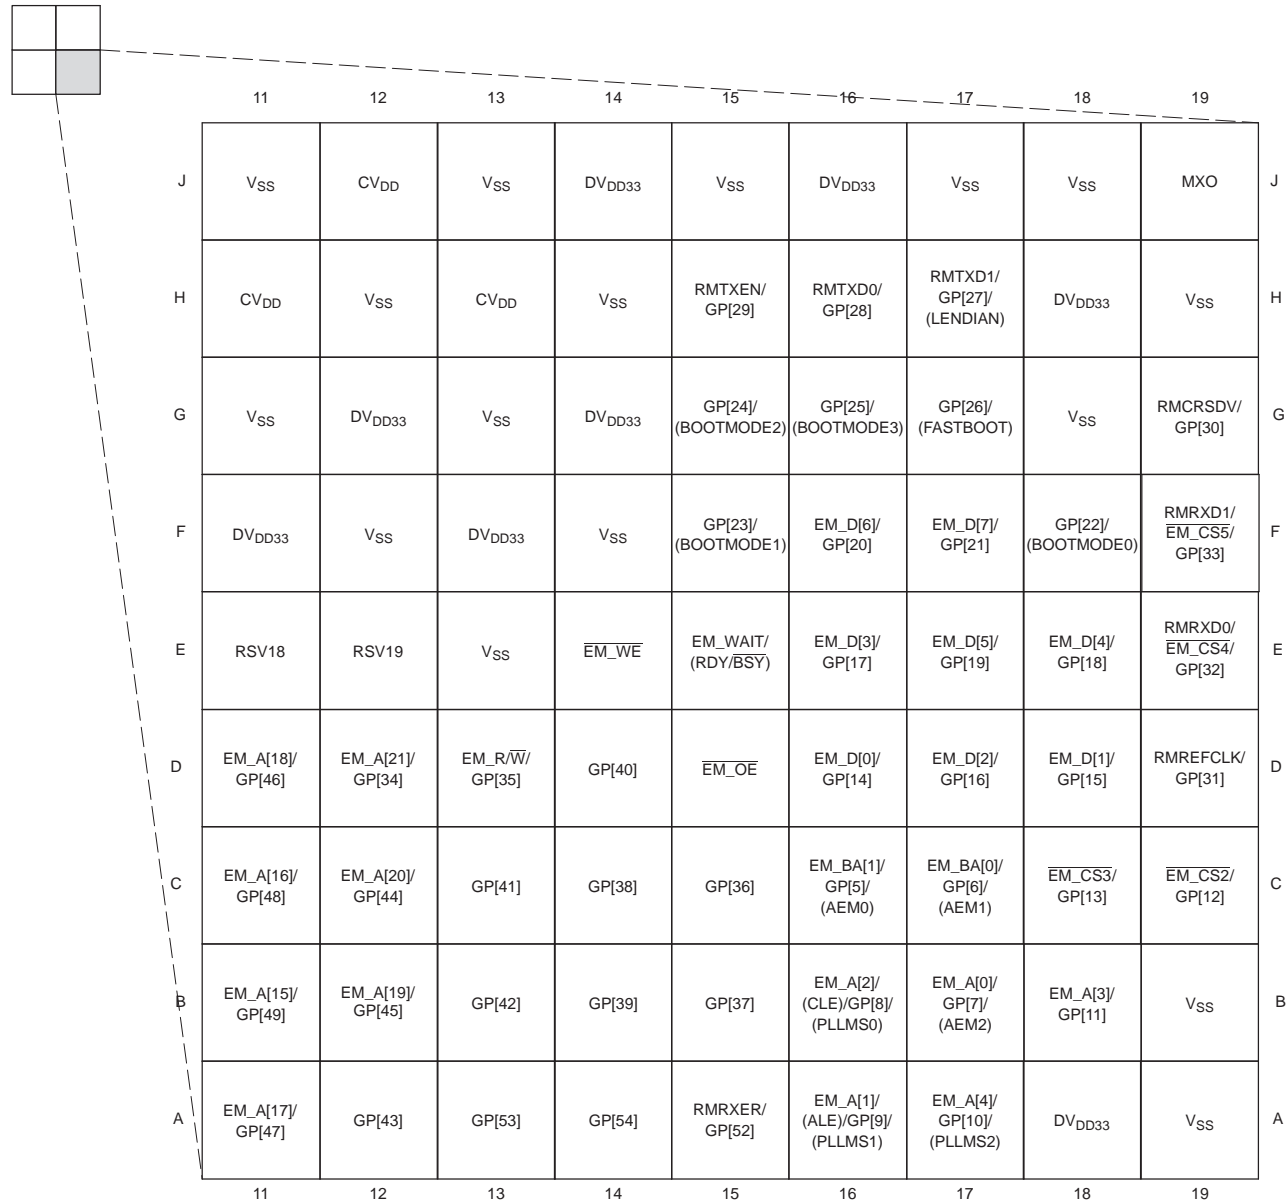 11 12 13 14 15 16 17 18 19
J VSS CVDD VSS DVDD33 VSS DVDD33 VSS VSS MXO J
RMTXD1/
RMTXEN/ RMTXD0/ GP[27]/
H CVDD VSS CVDD VSS GP[29] GP[28] (LENDIAN) DVDD33 VSS H
GP[24]/ GP[25]/ GP[26]/ RMCRSDV/
G VSS DVDD33 VSS DVDD33 (BOOTMODE2) (BOOTMODE3) (FASTBOOT) VSS GP[30] G
RMRXD1/
GP[23]/ EM_D[6]/ EM_D[7]/ GP[22]/ EM_CS5/
F DVDD33 VSS DVDD33 VSS (BOOTMODE1) GP[20] GP[21] (BOOTMODE0) GP[33] F
RMRXD0/
EM_WAIT/ EM_D[3]/ EM_D[5]/ EM_D[4]/ EM_CS4/
E RSV18 RSV19 VSS EM_WE (RDY/BSY) GP[17] GP[19] GP[18] GP[32] E
EM_A[18]/ EM_A[21]/ EM_R/W/ EM_D[0]/ EM_D[2]/ EM_D[1]/ RMREFCLK/
D GP[46] GP[34] GP[35] GP[40] EM_OE GP[14] GP[16] GP[15] GP[31] D
EM_BA[1]/ EM_BA[0]/
EM_A[16]/ EM_A[20]/ GP[5]/ GP[6]/ EM_CS3/ EM_CS2/
C GP[48] GP[44] GP[41] GP[38] GP[36] (AEM0) (AEM1) GP[13] GP[12] C
EM_A[2]/ EM_A[0]/
EM_A[15]/ EM_A[19]/ (CLE)/GP[8]/ GP[7]/ EM_A[3]/
B GP[49] GP[45] GP[42] GP[39] GP[37] (PLLMS0) (AEM2) GP[11] VSS B
EM_A[1]/ EM_A[4]/
EM_A[17]/ RMRXER/ (ALE)/GP[9]/ GP[10]/
A GP[47] GP[43] GP[53] GP[54] GP[52] (PLLMS1) (PLLMS2) DVDD33 VSS A
11 12 13 14 15 16 17 18 19